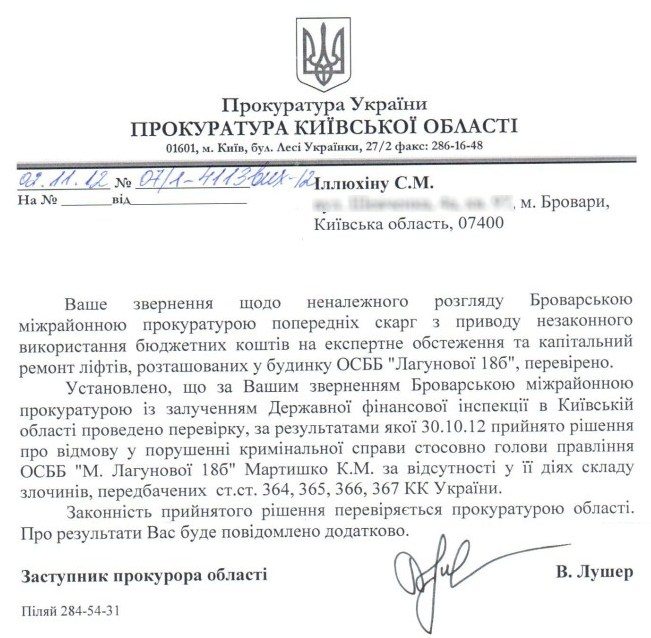 Прокуратура України
ПРОКУРАТУРА КИЇВСЬКОЇ ОБЛАСТІ
01601, м. Київ, бул. Лесі Українки, 27/2 факс: 286-16-48
02.11.12 № 07/1-4113вих-12
На № від
Іллюхіну С.М.
м. Бровари,
Київська область, 07400
Ваше звернення щодо неналежного розгляду Броварською
міжрайонною прокуратурою попередніх скарг з приводу незаконного
використання бюджетних коштів на експертне обстеження та капітальний
ремонт ліфтів, розташованих у будинку ОСББ "Лагунової 18б", перевірено.
Установлено, що за Вашим зверненням Броварською міжрайонною
прокуратурою із залученням Державної фінансової інспекції в Київській
області проведено перевірку, за результатами якої 30.10.12 прийнято рішення
про відмову у порушенні кримінальної справи стосовно голови правління
ОСББ "М. Лагунової 18б" Мартишко К.М. за відсутності у її діях складу
злочинів, передбачених ст.ст. 364, 365, 366, 367 КК України.
Законність прийнятого рішення перевіряється прокуратурою області.
Про результати Вас буде повідомлено додатково.
Заступник прокурора області В. Лушер
Піляй 284-54-31